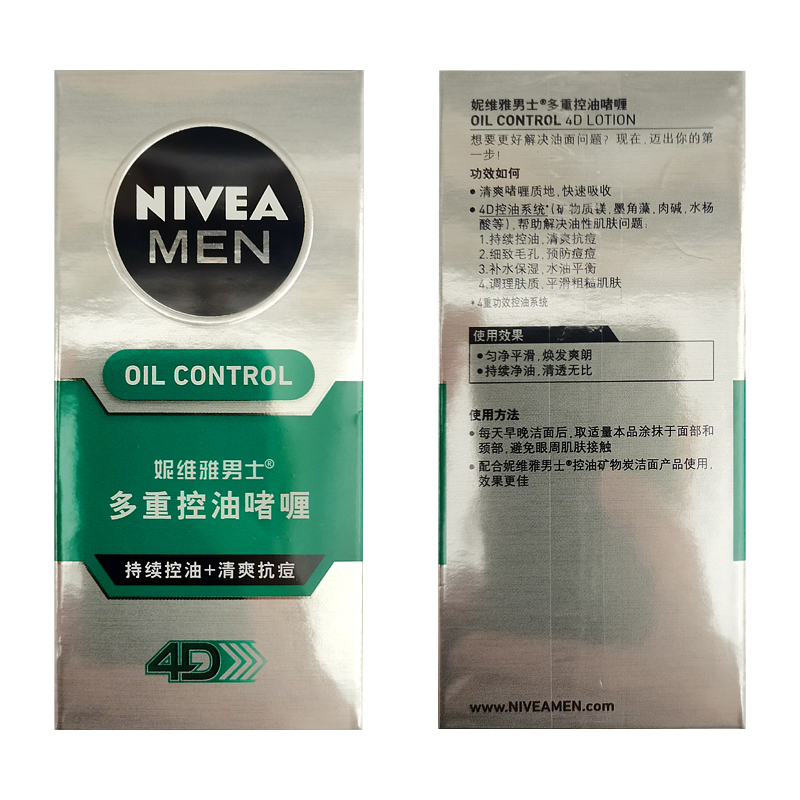 NIVEA
MEN
OIL CONTROL
妮维雅男士®
多重控油啫喱
持续控油+清爽抗痘
4D
妮维雅男士®多重控油啫喱
OIL CONTROL 4D LOTION
想要更好解决油面问题?现在,迈出你的第
一步!
功效如何
•清爽啫喱质地,快速吸收
•4D控油系统*(矿物质镁,墨角藻,肉碱,水杨
酸等),帮助解决油性肌肤问题:
1.持续控油,清爽抗痘
2.细致毛孔,预防痘痘
3.补水保湿,水油平衡
4.调理肤质,平滑粗糙肌肤
*4重功效控油系统
使用效果
•匀净平滑,焕发爽朗
•持续净油,清透无比
使用方法
•每天早晚洁面后,取适量本品涂抹于面部和
颈部,避免眼周肌肤接触
•配合妮维雅男士®控油矿物炭洁面产品使用,
效果更佳
www.NIVEAMEN.com